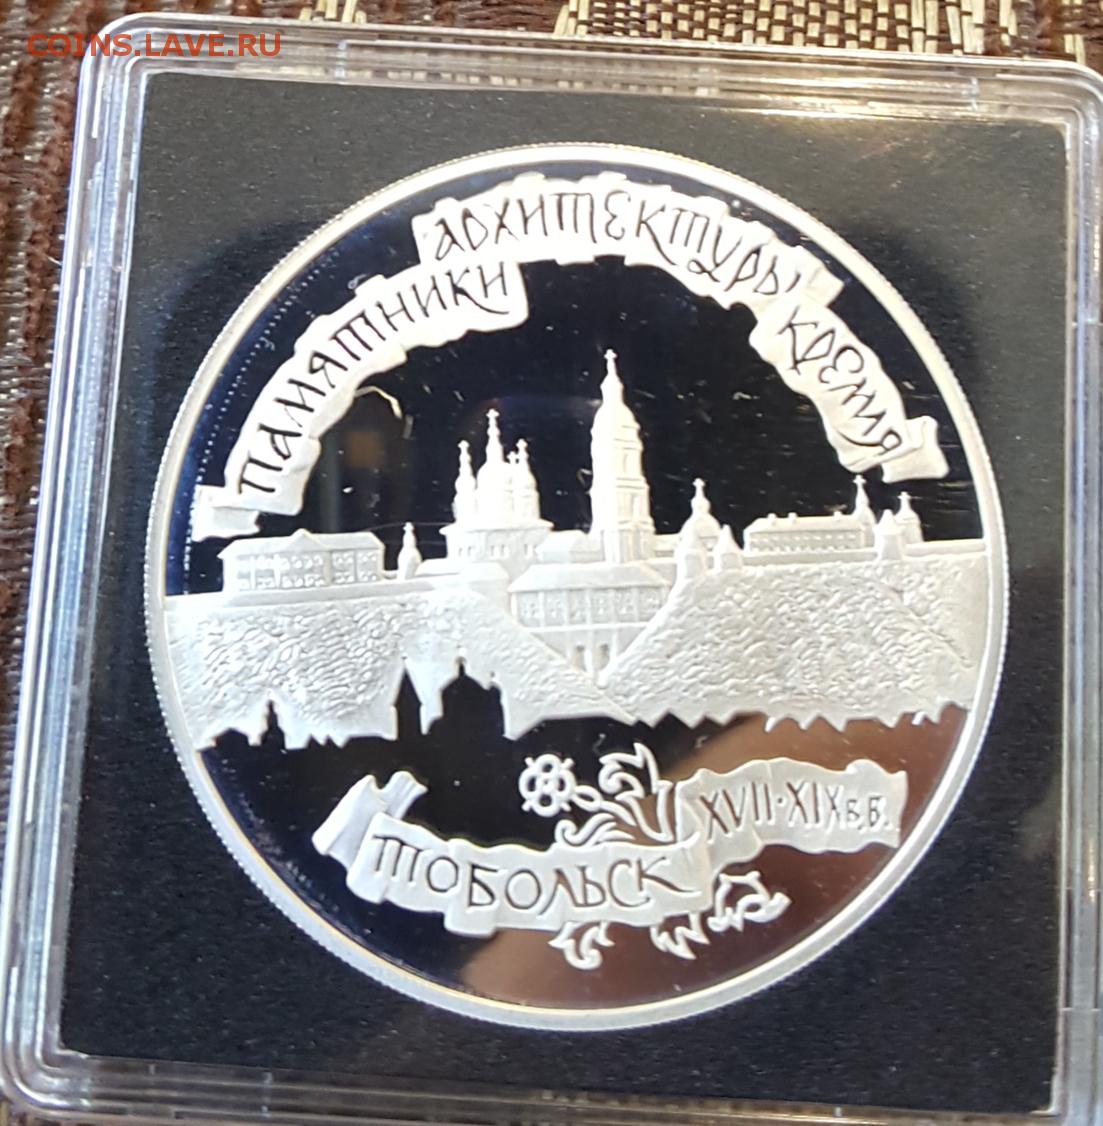 COINS.LAVE.RU
ПАМЯТНИКИ
АРХИТЕКТУРЫ
КРЕМЛЯ
XVII·XIX В.В.
ТОБОЛЬСК